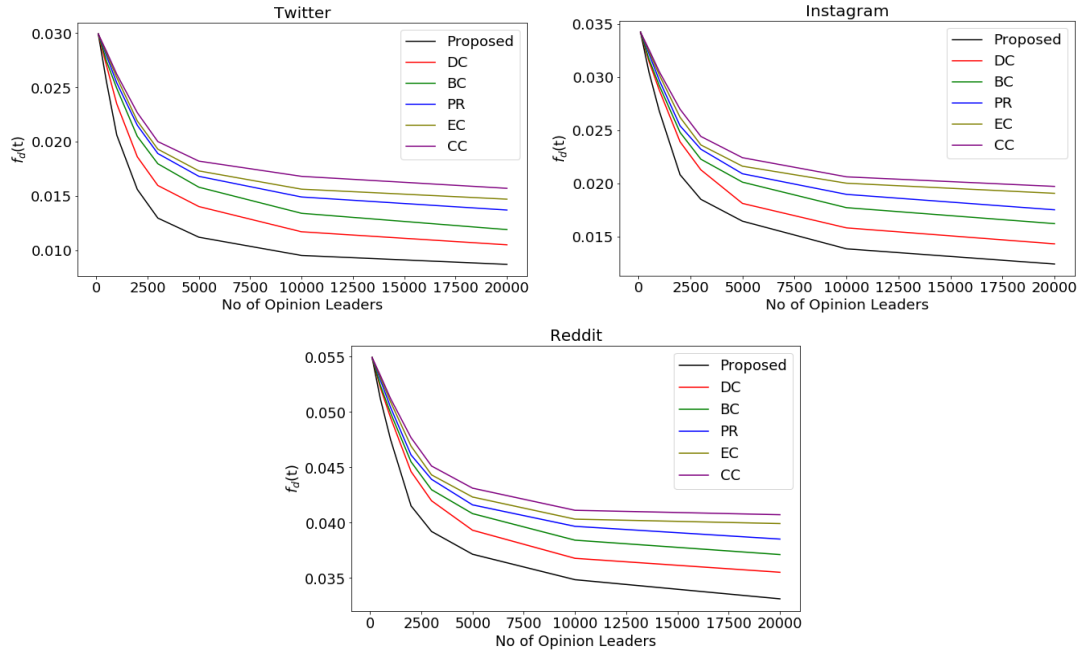 Twitter
0.030
0.025
0.020
0.015
0.010
f_d(t)
Proposed
DC
BC
PR
EC
CC
0 2500 5000 7500 10000 12500 15000 17500 20000
No of Opinion Leaders
Instagram
0.035
0.030
0.025
0.020
0.015
f_d(t)
Proposed
DC
BC
PR
EC
CC
0 2500 5000 7500 10000 12500 15000 17500 20000
No of Opinion Leaders
Reddit
0.055
0.050
0.045
0.040
0.035
f_d(t)
Proposed
DC
BC
PR
EC
CC
0 2500 5000 7500 10000 12500 15000 17500 20000
No of Opinion Leaders